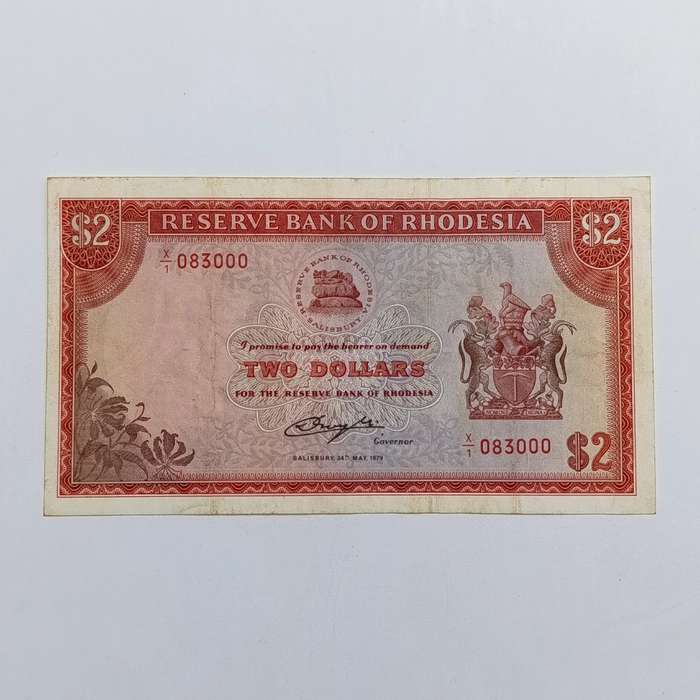 $2 RESERVE BANK OF RHODESIA $2
X/1 083000
RESERVE BANK OF RHODESIA
SALISBURY
I promise to pay the bearer on demand
TWO DOLLARS
FOR THE RESERVE BANK OF RHODESIA
Governor
X/1 083000
SALISBURY, 24TH MAY 1979
$2